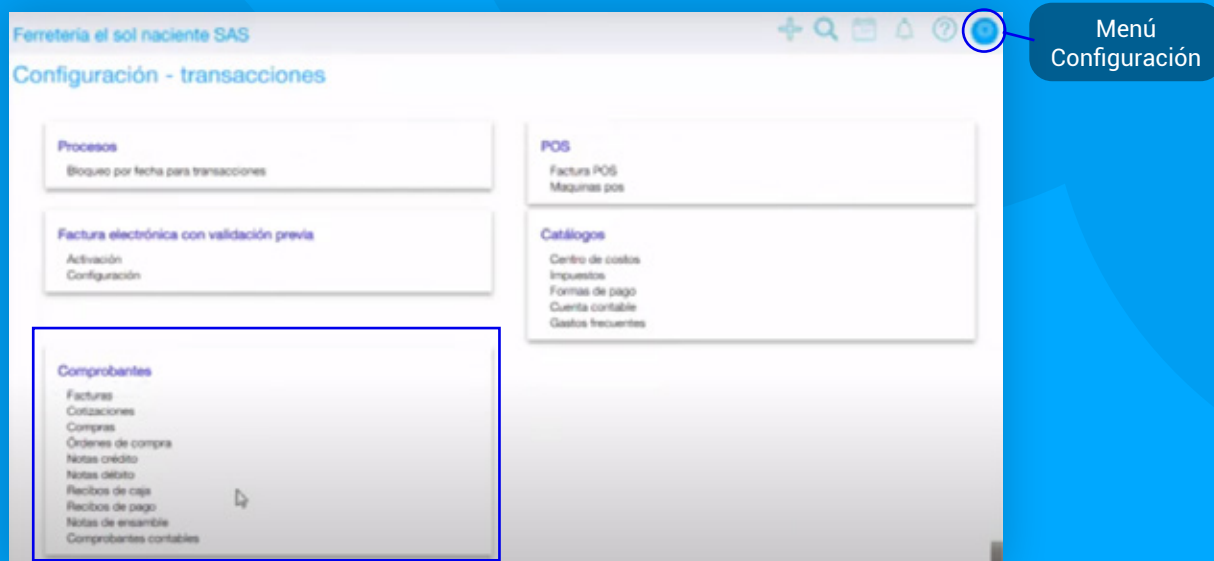 Ferreteria el sol naciente SAS
Menú
Configuración
Configuración - transacciones
Procesos
Bloqueo por fecha para transacciones
POS
Factura POS
Maquinas pos
Factura electrónica con validación previa
Activación
Configuración
Catálogos
Centro de costos
Impuestos
Formas de pago
Cuenta contable
Gastos frecuentes
Comprobantes
Facturas
Cotizaciones
Compras
Órdenes de compra
Notas crédito
Notas débito
Recibos de caja
Recibos de pago
Notas de ensamble
Comprobantes contables